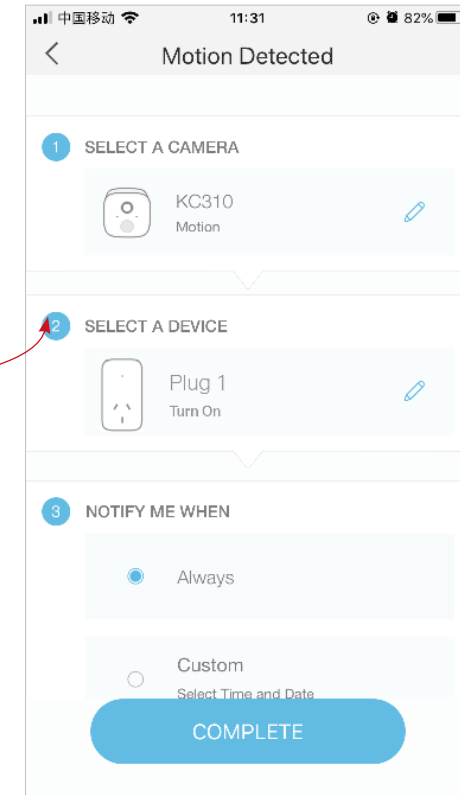 中国移动 11:31 82%
Motion Detected
1 SELECT A CAMERA
KC310
Motion
2 SELECT A DEVICE
Plug 1
Turn On
3 NOTIFY ME WHEN
Always
Custom
Select Time and Date
COMPLETE